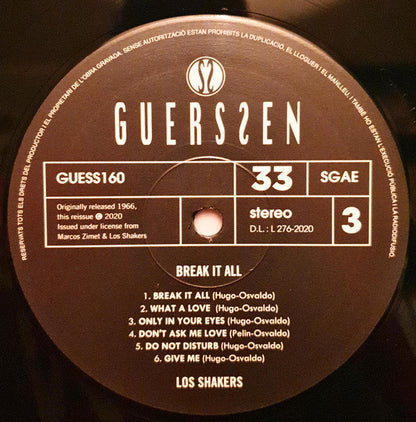 RESERVATS TOTS ELS DRETS DEL PRODUCTOR I EL PROPIETARI DE L'OBRA GRAVADA. SENSE AUTORITZACIÓ ESTAN PROHIBITS LA DUPLICACIÓ, EL LLOGUER I EL MANLLEU, I TAMBÉ HO ESTAN L'EXECUCIÓ PÚBLICA I LA RADIODIFUSIÓ.
GUERSSEN
GUESS160
33
SGAE
Originally released 1966,
this reissue ℗ 2020
Issued under license from
Marcos Zimet & Los Shakers
stereo
D.L.: L 276-2020
3
BREAK IT ALL
1. BREAK IT ALL (Hugo-Osvaldo)
2. WHAT A LOVE (Hugo-Osvaldo)
3. ONLY IN YOUR EYES (Hugo-Osvaldo)
4. DON'T ASK ME LOVE (Pelin-Osvaldo)
5. DO NOT DISTURB (Hugo-Osvaldo)
6. GIVE ME (Hugo-Osvaldo)
LOS SHAKERS